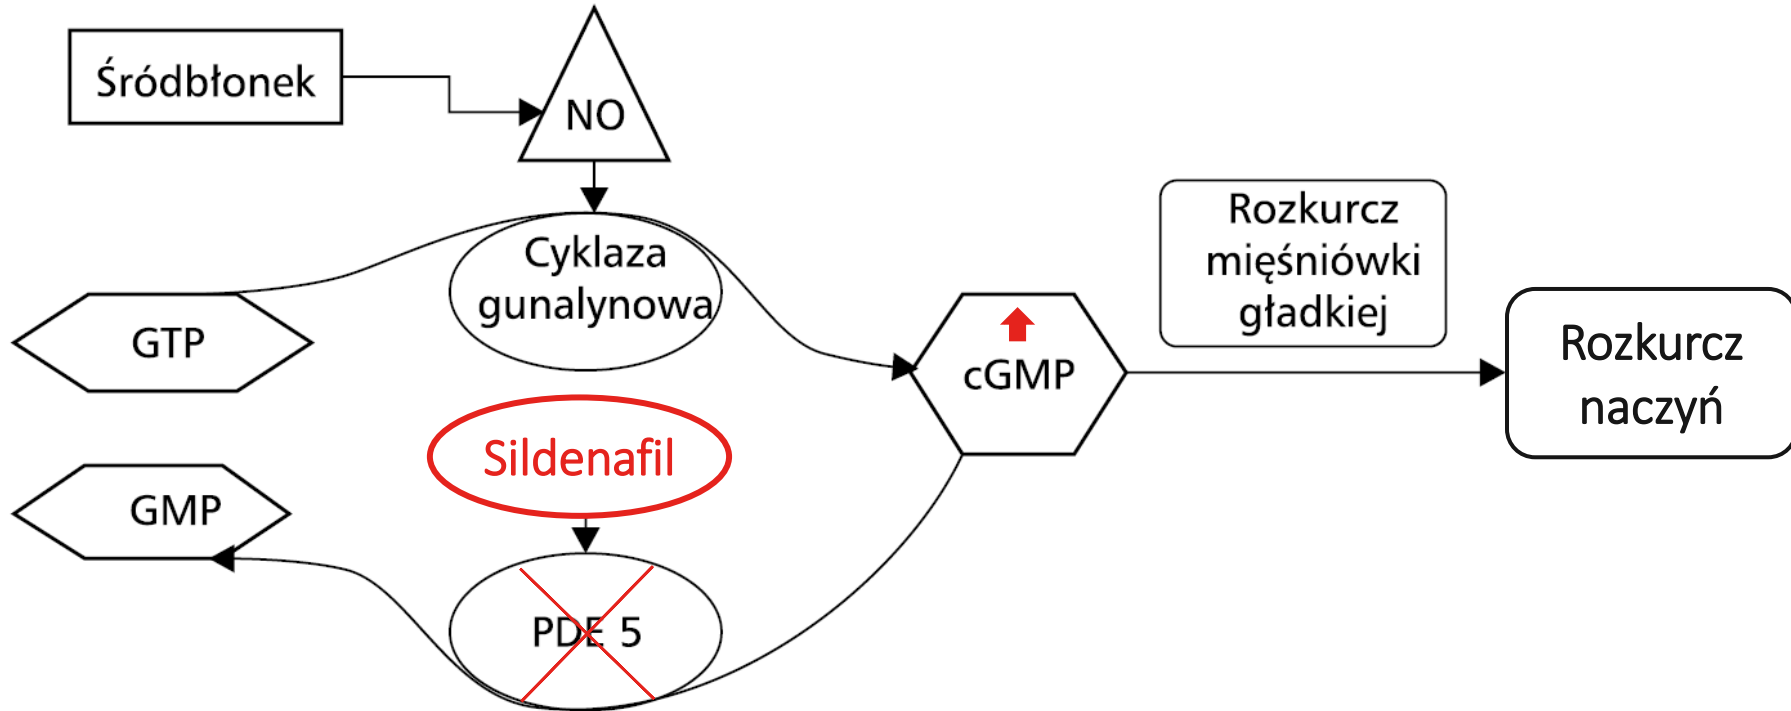 Śródbłonek
NO
Cyklaza
gunalynowa
GTP
cGMP
Rozkurcz
mięśniówki
gładkiej
Rozkurcz
naczyń
Sildenafil
GMP
PDE 5